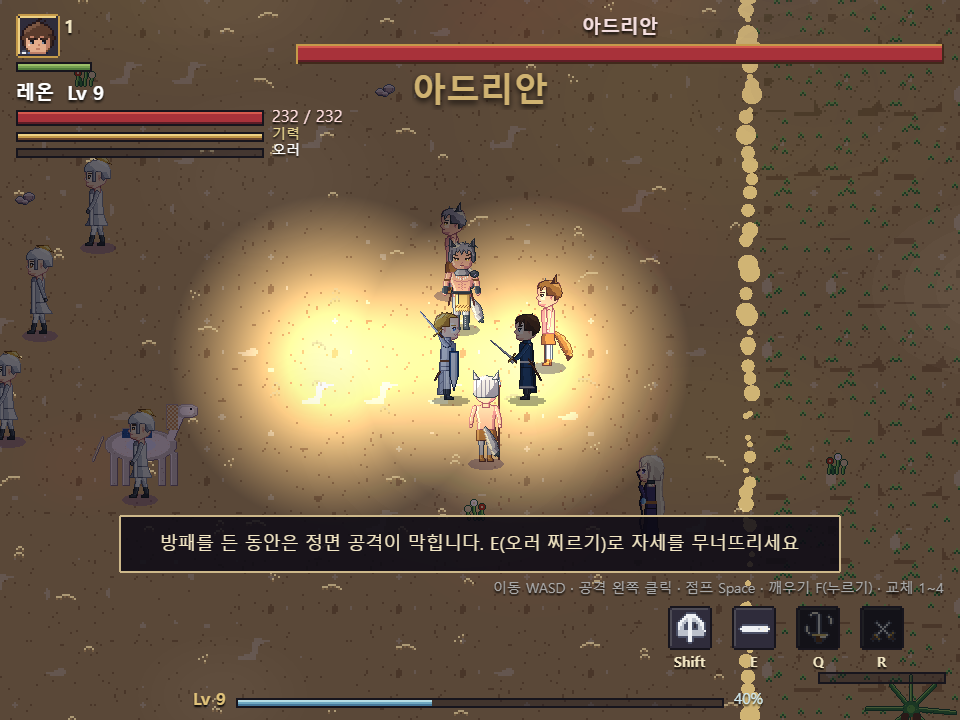 1
아드리안
아드리안
레온 Lv 9
232 / 232
기력
오러
방패를 든 동안은 정면 공격이 막힙니다. E(오러 찌르기)로 자세를 무너뜨리세요
이동 WASD · 공격 왼쪽 클릭 · 점프 Space · 깨우기 F(누르기) · 교체 1~4
Shift E Q R
Lv 9 40%